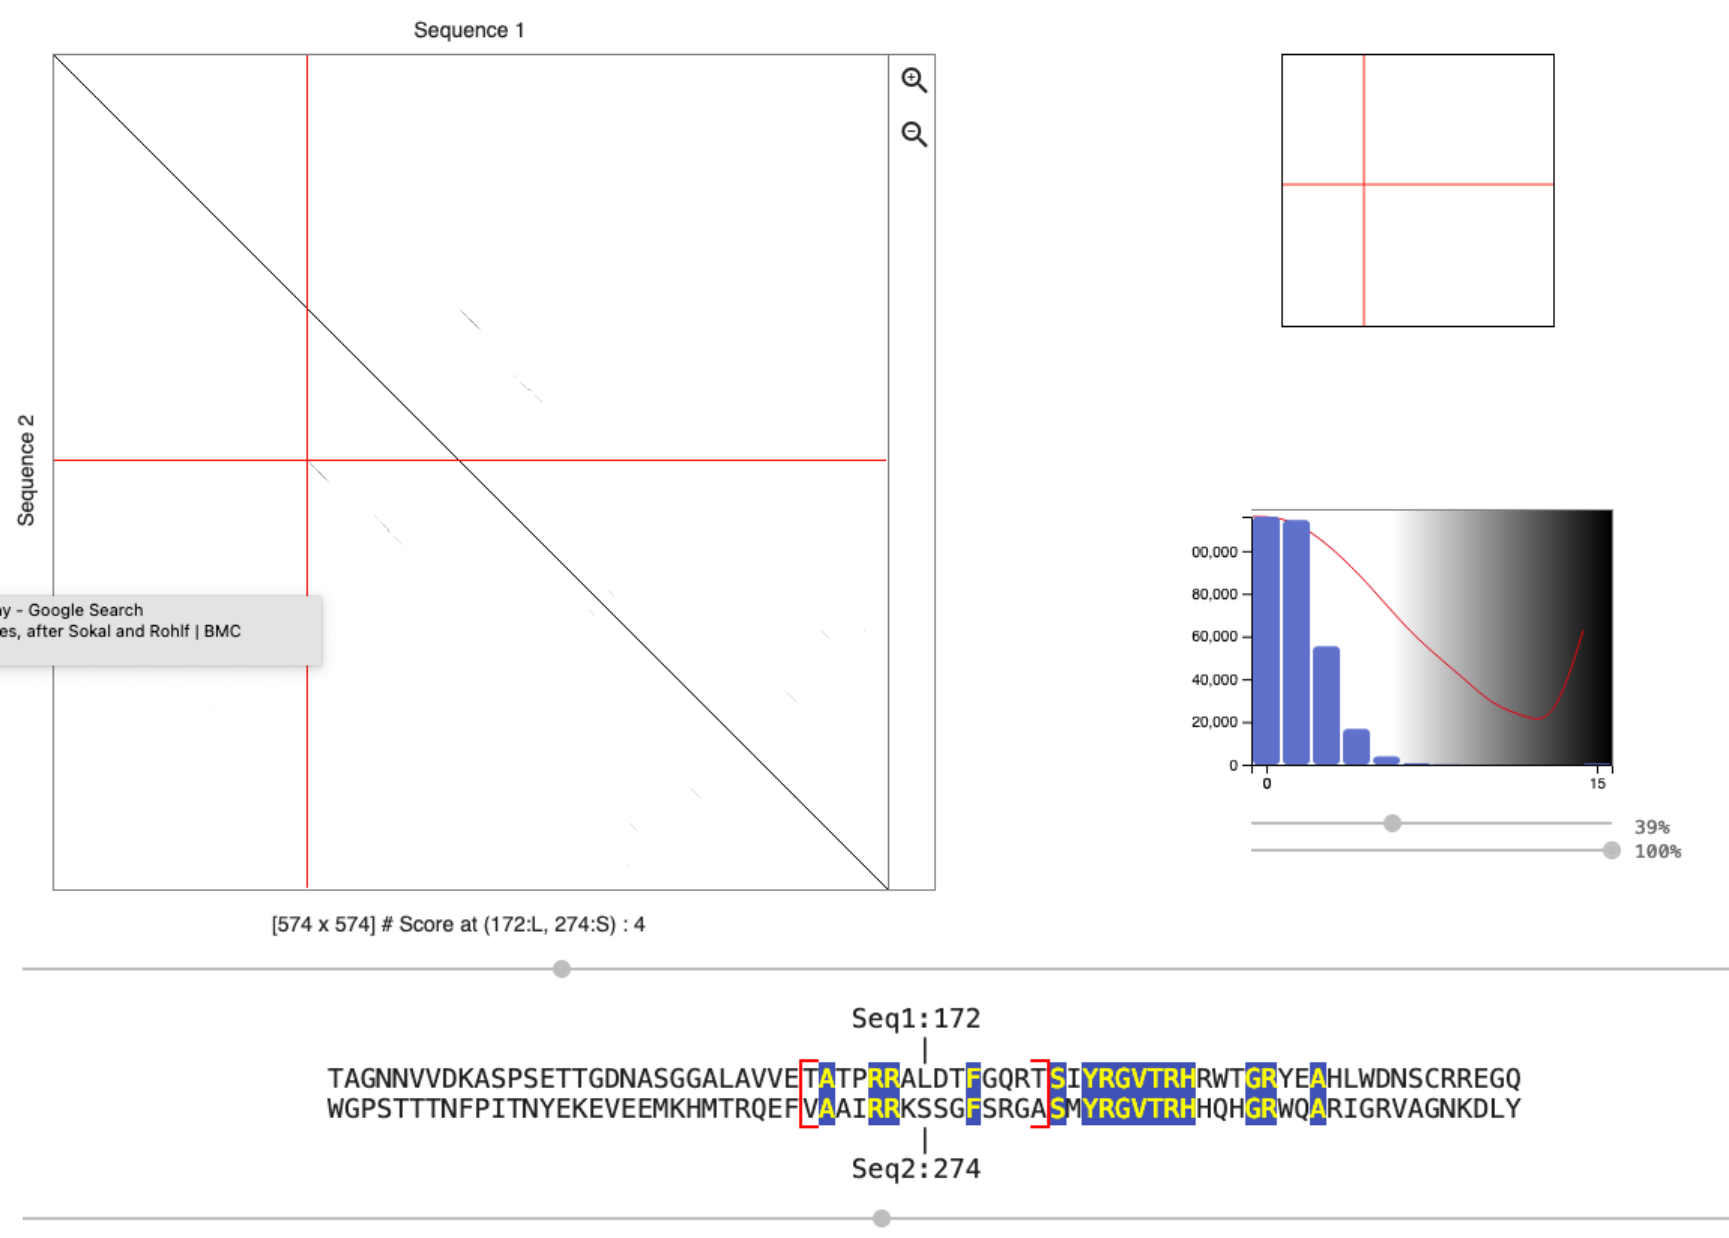 Sequence 1
Sequence 2
00,000
80,000
60,000
40,000
20,000
0
0
15
39%
100%
ay - Google Search
es, after Sokal and Rohlf | BMC
[574 x 574] # Score at (172:L, 274:S) : 4
Seq1:172
TAGNNVVDKASPSETTGDNASGGALAVVETATPRRALDTFGQRTSIYRGVTRHRWTGRYEAHLWDNSCRREGQ
WGPSTTTNFPITNYEKEVEEMKHMTRQEFVAAIRRKSSGFSRGASMYRGVTRHHQHGRWQARIGRVAGNKDLY
Seq2:274